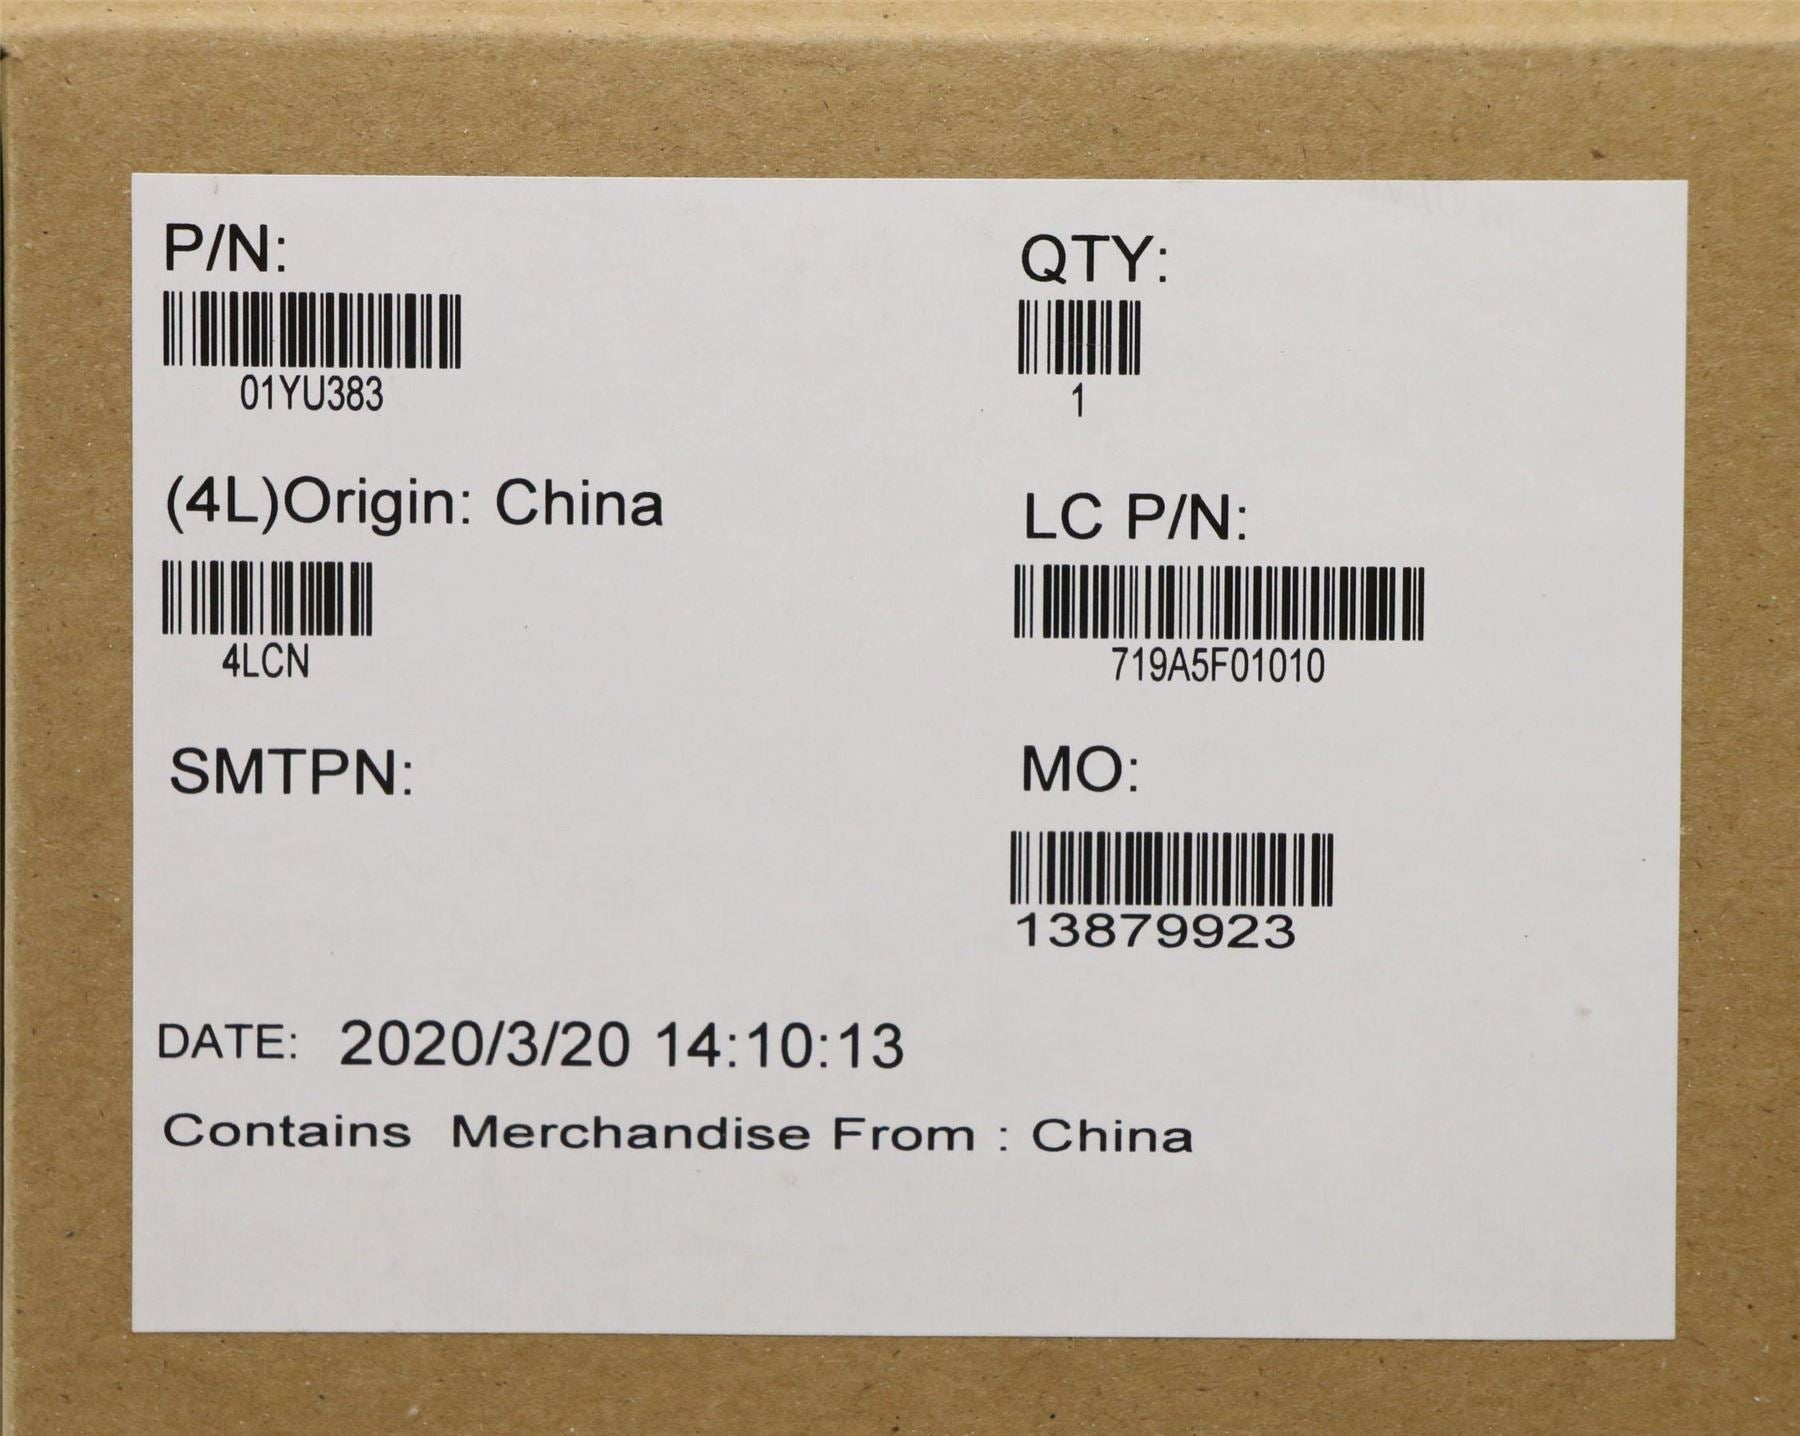 P/N:
01YU383
QTY:
1
(4L)Origin: China
4LCN
LC P/N:
719A5F01010
SMTPN:
MO:
13879923
DATE: 2020/3/20 14:10:13
Contains Merchandise From : China